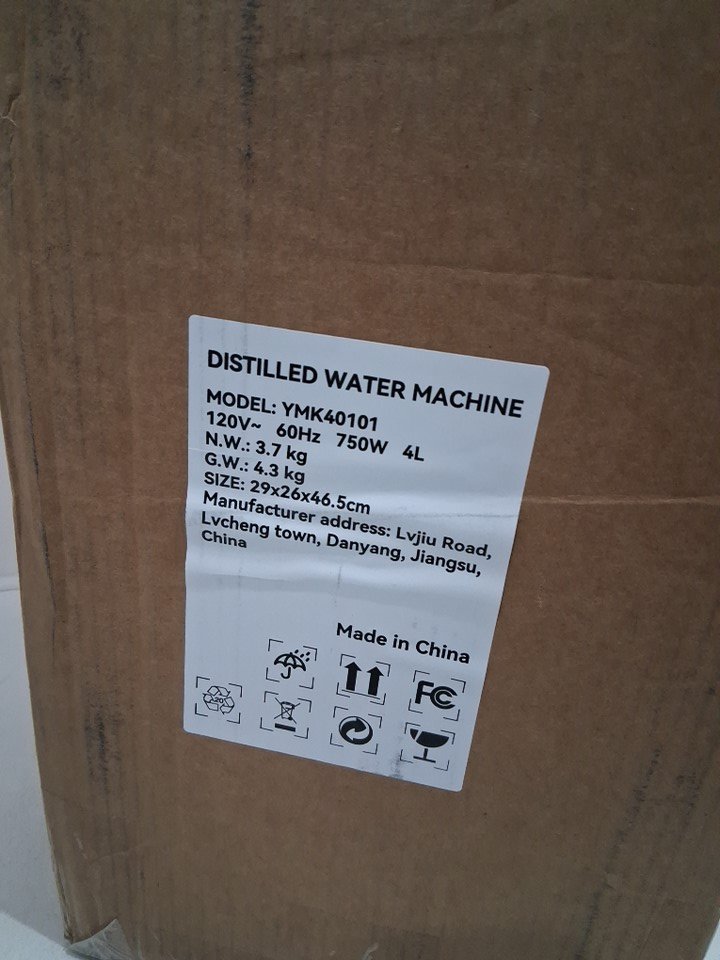 DISTILLED WATER MACHINE
MODEL: YMK40101
120V~ 60Hz 750W 4L
N.W.: 3.7 kg
G.W.: 4.3 kg
SIZE: 29x26x46.5cm
Manufacturer address: Lvjiu Road,
Lvcheng town, Danyang, Jiangsu,
China
Made in China
FC
20